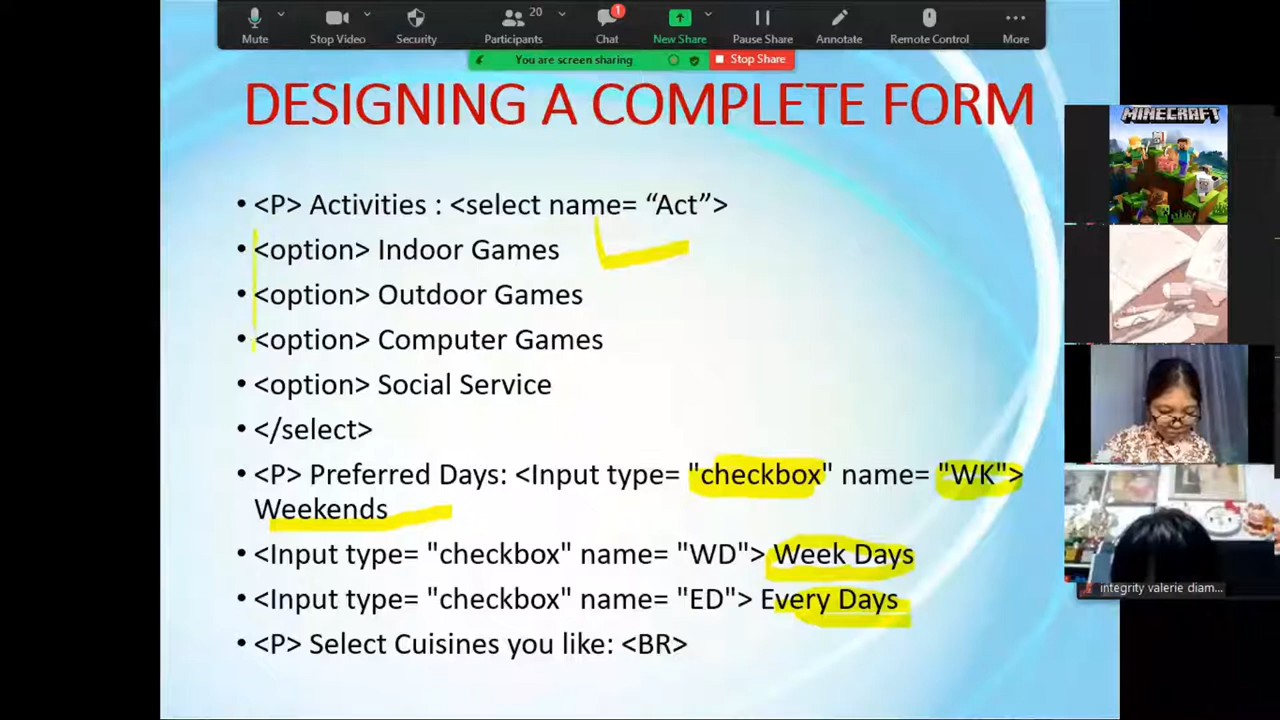 Mute
Stop Video
Security
20
Participants
1
Chat
New Share
Pause Share
Annotate
Remote Control
More
You are screen sharing
Stop Share
DESIGNING A COMPLETE FORM
• <P> Activities : <select name= “Act”>
• <option> Indoor Games
• <option> Outdoor Games
• <option> Computer Games
• <option> Social Service
• </select>
• <P> Preferred Days: <Input type= "checkbox" name= "WK">
Weekends
• <Input type= "checkbox" name= "WD"> Week Days
• <Input type= "checkbox" name= "ED"> Every Days
• <P> Select Cuisines you like: <BR>
MINECRAFT
integrity valerie diam...